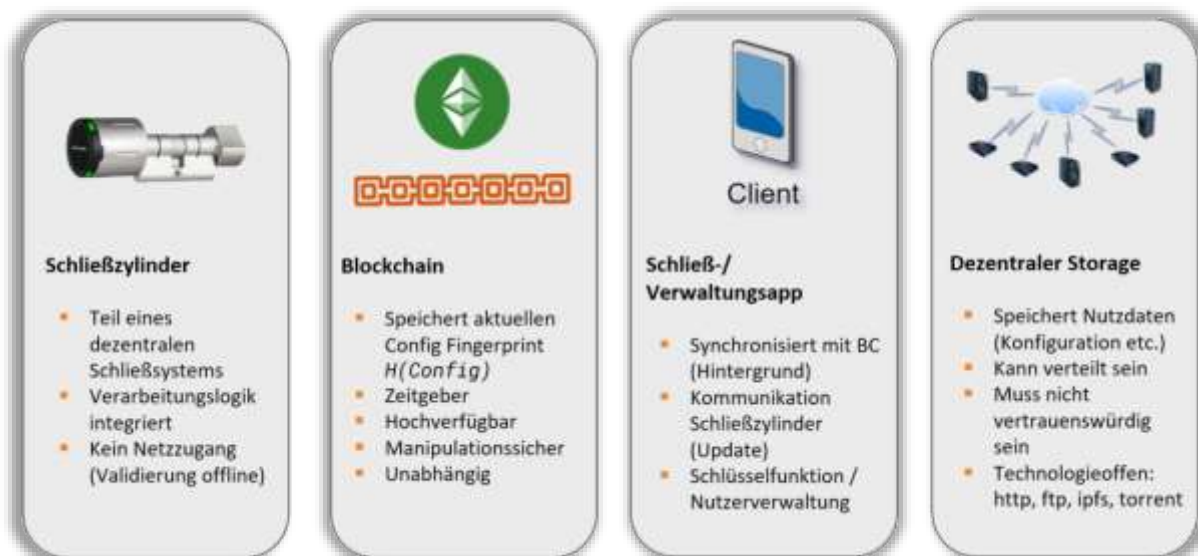 Schließzylinder
▪ Teil eines
dezentralen
Schließsystems
▪ Verarbeitungslogik
integriert
▪ Kein Netzzugang
(Validierung offline)
Blockchain
▪ Speichert aktuellen
Config Fingerprint
H(Config)
▪ Zeitgeber
▪ Hochverfügbar
▪ Manipulationssicher
▪ Unabhängig
Client
Schließ-/
Verwaltungsapp
▪ Synchronisiert mit BC
(Hintergrund)
▪ Kommunikation
Schließzylinder
(Update)
▪ Schlüsselfunktion /
Nutzerverwaltung
Dezentraler Storage
▪ Speichert Nutzdaten
(Konfiguration etc.)
▪ Kann verteilt sein
▪ Muss nicht
vertrauenswürdig
sein
▪ Technologieoffen:
http, ftp, ipfs, torrent